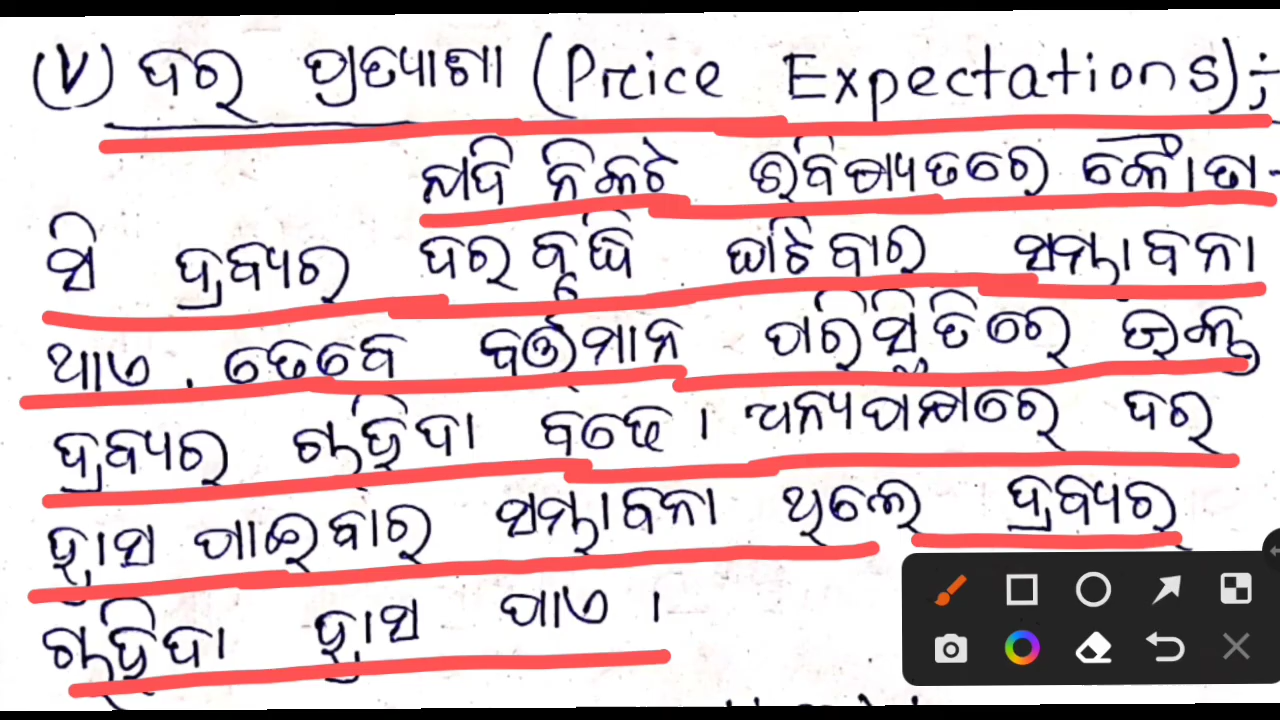 (V) ଦର ପ୍ରତ୍ୟାଶା (Price Expectations);
ଯଦି ନିକଟ ଭବିଷ୍ୟତରେ କୌଣ-
ସି ଦ୍ରବ୍ୟର ଦର ବୃଦ୍ଧି ଘଟିବାର ସମ୍ଭାବନା
ଥାଏ, ତେବେ ବର୍ତ୍ତମାନ ପରିସ୍ଥିତିରେ ଉକ୍ତ
ଦ୍ରବ୍ୟର ଚାହିଦା ବଢେ । ଅନ୍ୟପକ୍ଷରେ ଦର
ହ୍ରାସ ପାଇବାର ସମ୍ଭାବନା ଥିଲେ ଦ୍ରବ୍ୟର
ଚାହିଦା ହ୍ରାସ ପାଏ ।